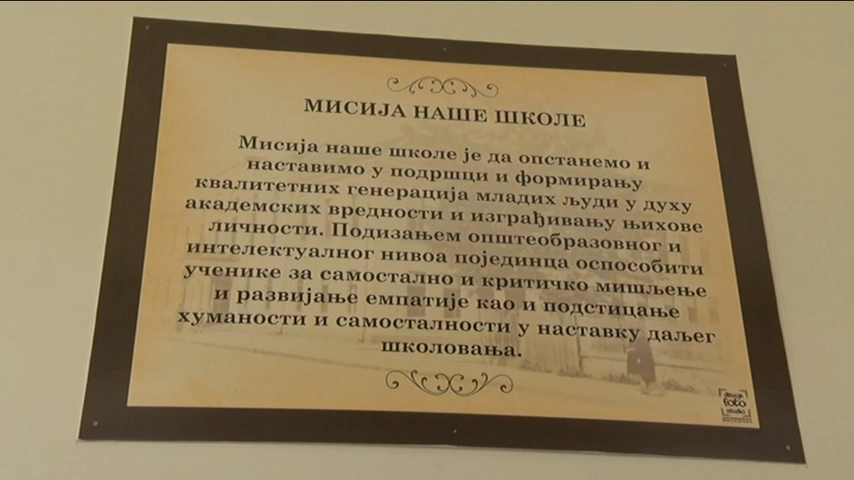 МИСИЈА НАШЕ ШКОЛЕ
Мисија наше школе је да опстанемо и
наставимо у подршци и формирању
квалитетних генерација младих људи у духу
академских вредности и изграђивању њихове
личности. Подизањем општеобразовног и
интелектуалног нивоа појединца оспособити
ученике за самостално и критичко мишљење
и развијање емпатије као и подстицање
хуманости и самосталности у наставку даљег
школовања.
foto
studio